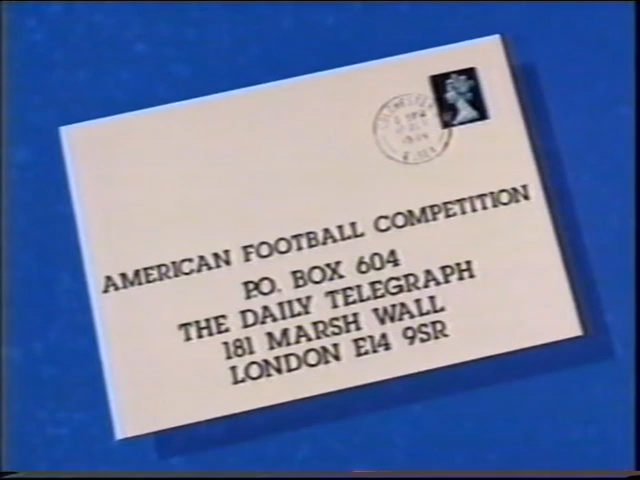 AMERICAN FOOTBALL COMPETITION
P.O. BOX 604
THE DAILY TELEGRAPH
181 MARSH WALL
LONDON E14 9SR